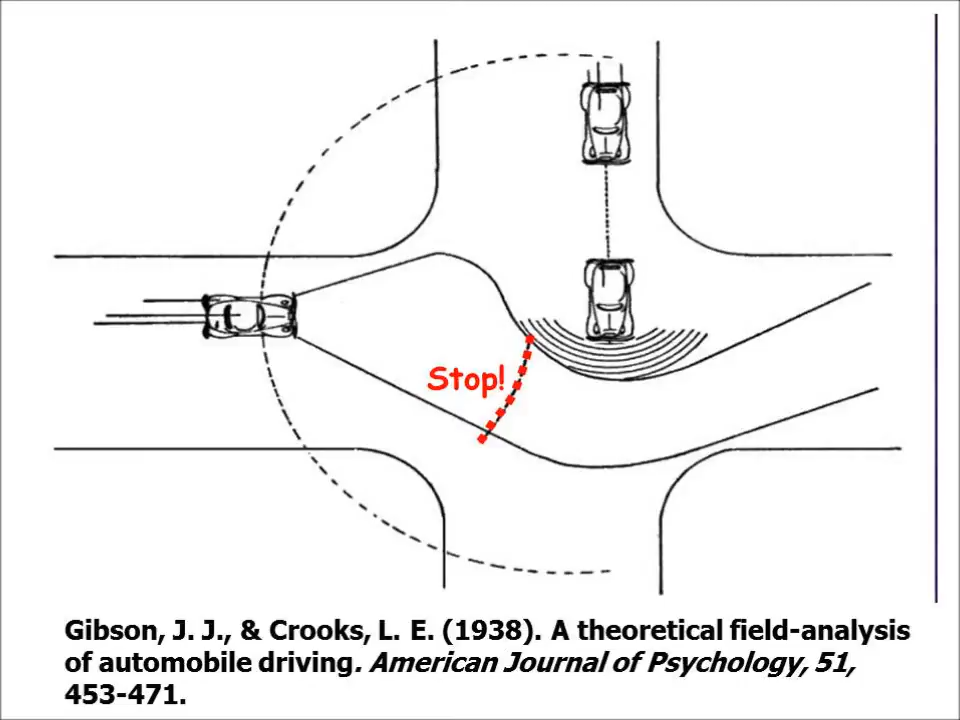 Stop!
Gibson, J. J., & Crooks, L. E. (1938). A theoretical field-analysis
of automobile driving. American Journal of Psychology, 51,
453-471.